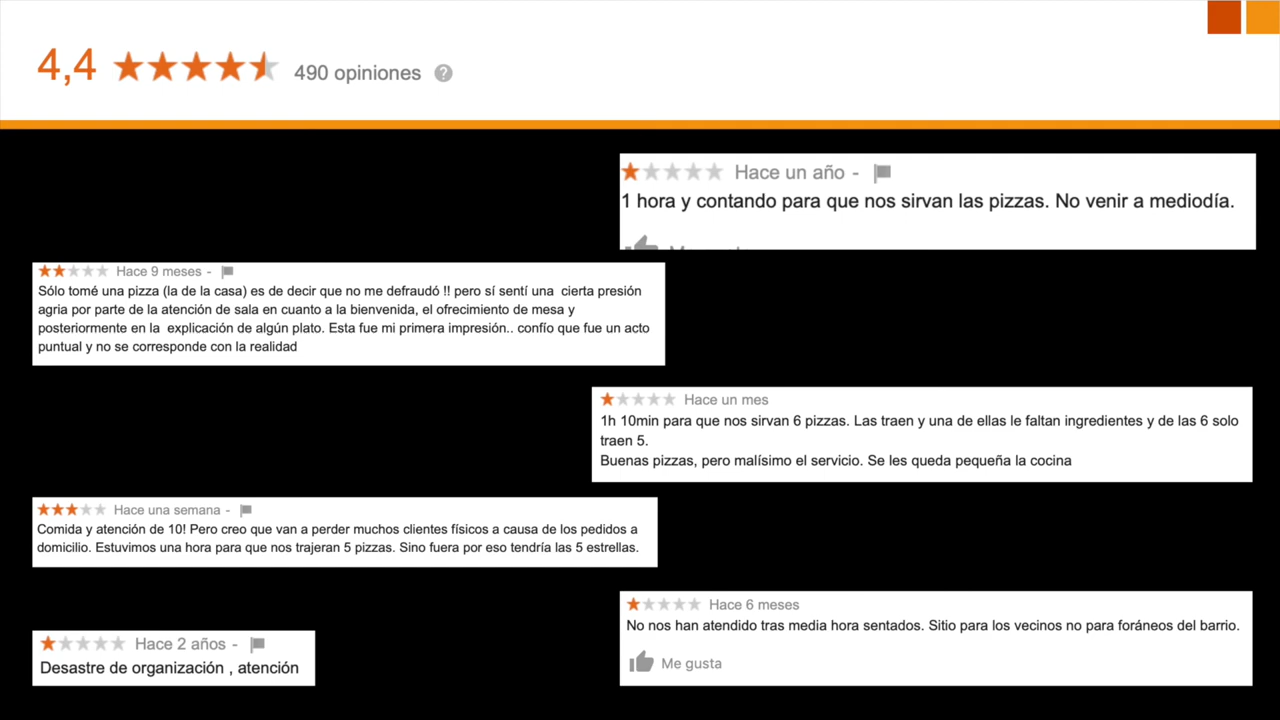 4,4 490 opiniones ?
Hace un año -
1 hora y contando para que nos sirvan las pizzas. No venir a mediodía.
Hace 9 meses -
Sólo tomé una pizza (la de la casa) es de decir que no me defraudó !! pero sí sentí una cierta presión
agria por parte de la atención de sala en cuanto a la bienvenida, el ofrecimiento de mesa y
posteriormente en la explicación de algún plato. Esta fue mi primera impresión.. confío que fue un acto
puntual y no se corresponde con la realidad
Hace un mes
1h 10min para que nos sirvan 6 pizzas. Las traen y una de ellas le faltan ingredientes y de las 6 solo
traen 5.
Buenas pizzas, pero malísimo el servicio. Se les queda pequeña la cocina
Hace una semana -
Comida y atención de 10! Pero creo que van a perder muchos clientes físicos a causa de los pedidos a
domicilio. Estuvimos una hora para que nos trajeran 5 pizzas. Sino fuera por eso tendría las 5 estrellas.
Hace 6 meses
No nos han atendido tras media hora sentados. Sitio para los vecinos no para foráneos del barrio.
Me gusta
Hace 2 años -
Desastre de organización , atención